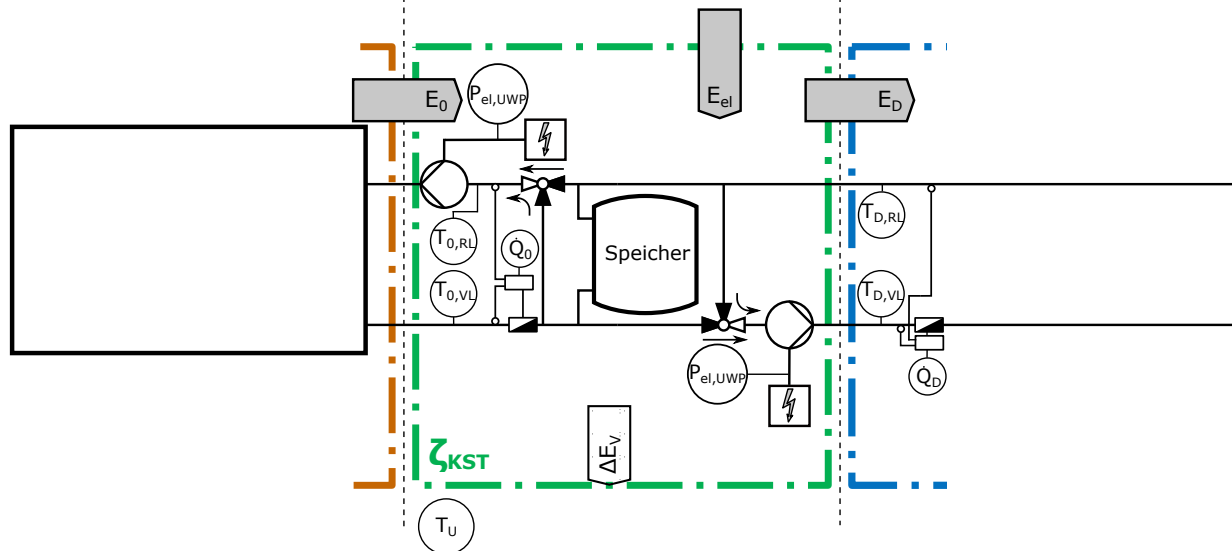 E0
Pel,UWP
Eel
ED
T0,RL
Q̇0
Speicher
TD,RL
T0,VL
TD,VL
Pel,UWP
Q̇D
ΔEV
ζKST
TU